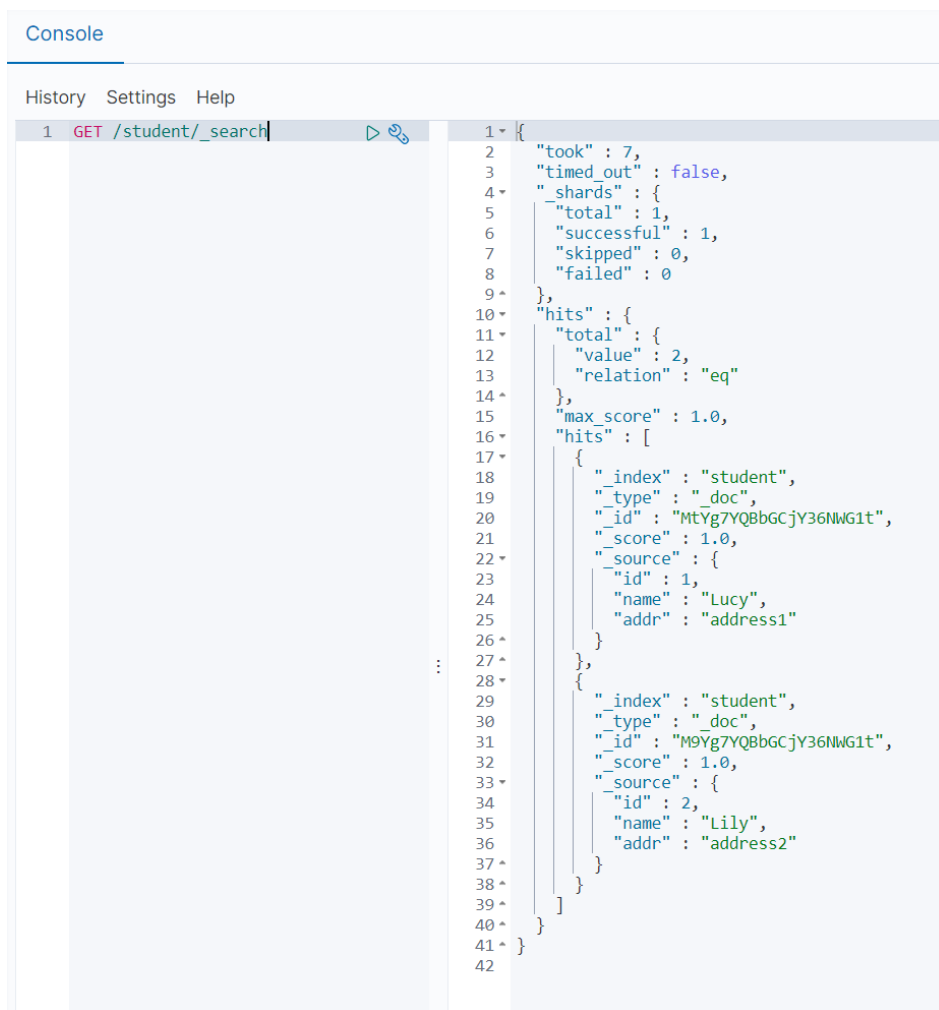 Console
History Settings Help
1 GET /student/_search
1 {
2 "took" : 7,
3 "timed_out" : false,
4 "_shards" : {
5 "total" : 1,
6 "successful" : 1,
7 "skipped" : 0,
8 "failed" : 0
9 },
10 "hits" : {
11 "total" : {
12 "value" : 2,
13 "relation" : "eq"
14 },
15 "max_score" : 1.0,
16 "hits" : [
17 {
18 "_index" : "student",
19 "_type" : "_doc",
20 "_id" : "MtYg7YQBbGCjY36NWG1t",
21 "_score" : 1.0,
22 "_source" : {
23 "id" : 1,
24 "name" : "Lucy",
25 "addr" : "address1"
26 }
27 },
28 {
29 "_index" : "student",
30 "_type" : "_doc",
31 "_id" : "M9Yg7YQBbGCjY36NWG1t",
32 "_score" : 1.0,
33 "_source" : {
34 "id" : 2,
35 "name" : "Lily",
36 "addr" : "address2"
37 }
38 }
39 ]
40 }
41 }
42